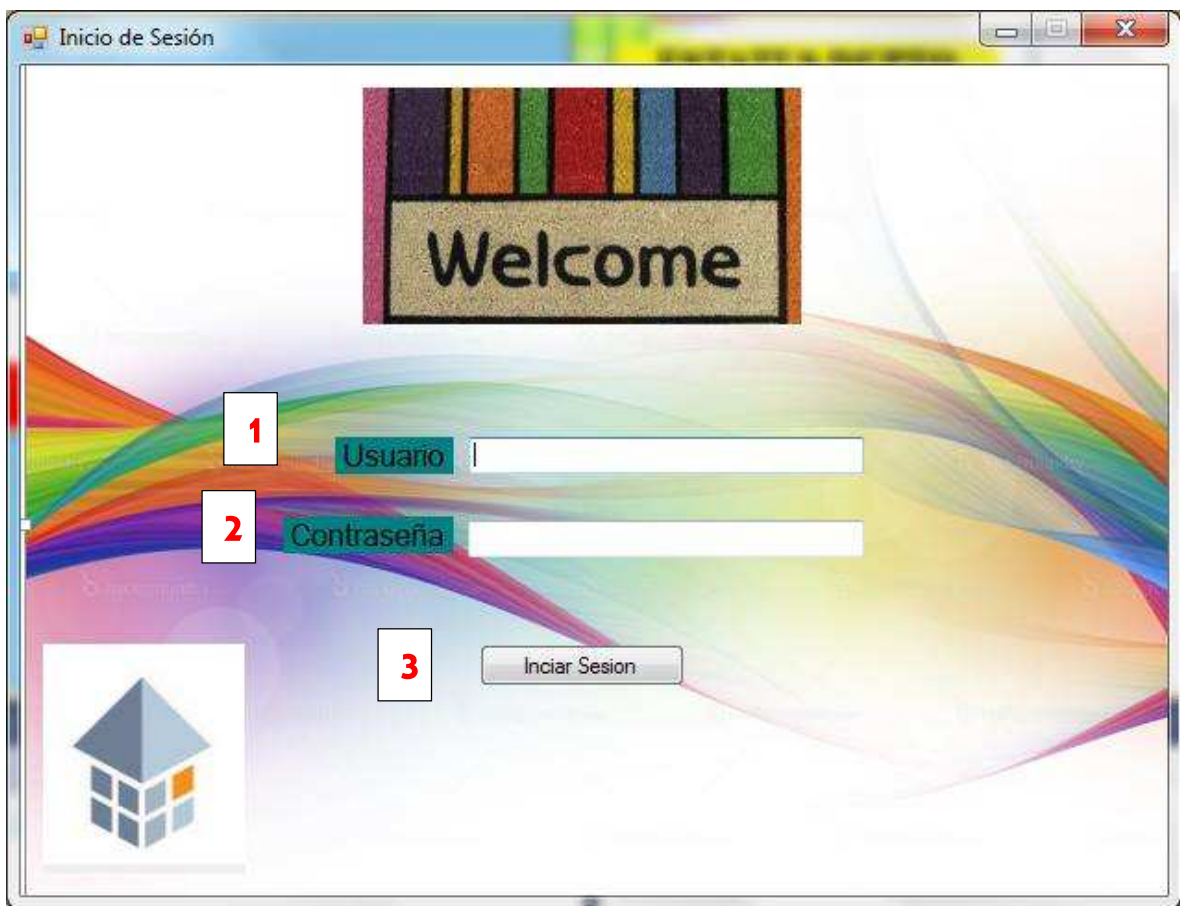 Inicio de Sesión
Welcome
1
Usuario
2
Contraseña
3
Inciar Sesion